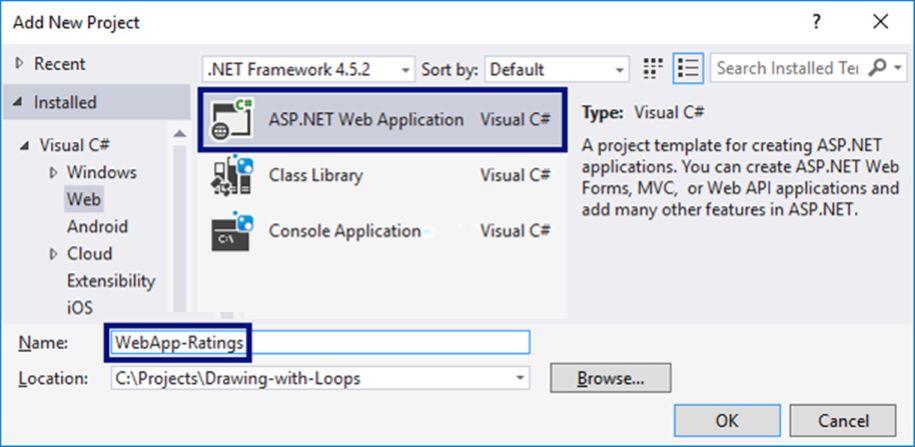 Add New Project ?
Recent
.NET Framework 4.5.2 Sort by: Default Search Installed Te
Installed
Visual C#
Windows
Web
Android
Cloud
Extensibility
iOS
C# ASP.NET Web Application Visual C#
Class Library Visual C#
C:\ Console Application Visual C#
Type: Visual C#
A project template for creating ASP.NET
applications. You can create ASP.NET Web
Forms, MVC, or Web API applications and
add many other features in ASP.NET.
Name: WebApp-Ratings
Location: C:\Projects\Drawing-with-Loops Browse...
OK Cancel